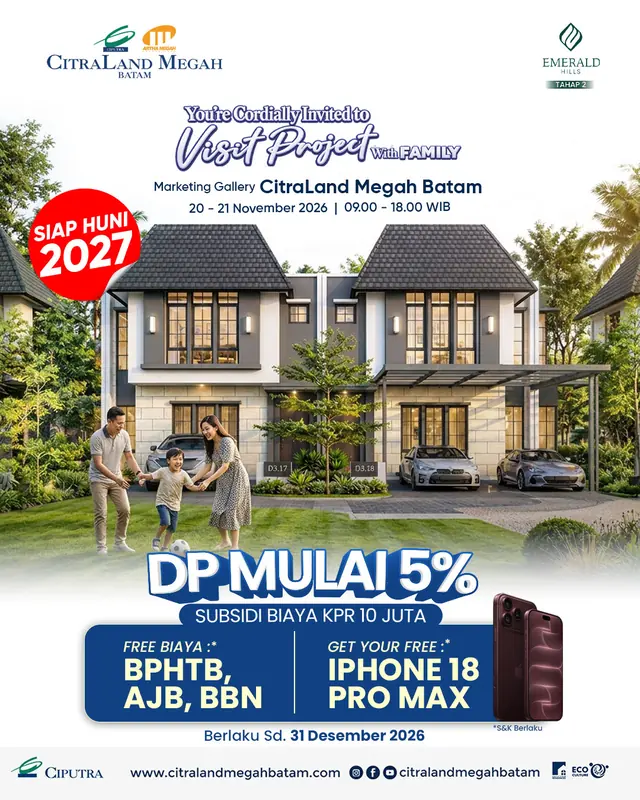 CIPUTRA
ARTHA MEGAH
CITRALAND MEGAH
BATAM
EMERALD
HILLS
TAHAP 2
You're Cordially Invited to
Visit Project With FAMILY
Marketing Gallery CitraLand Megah Batam
20 - 21 November 2026 | 09.00 - 18.00 WIB
SIAP HUNI
2027
D3.17
D3.18
DP MULAI 5%
SUBSIDI BIAYA KPR 10 JUTA
FREE BIAYA :*
BPHTB,
AJB, BBN
GET YOUR FREE :*
IPHONE 18
PRO MAX
*S&K Berlaku
Berlaku Sd. 31 Desember 2026
CIPUTRA
www.citralandmegahbatam.com
citralandmegahbatam
ECO
CULTURE